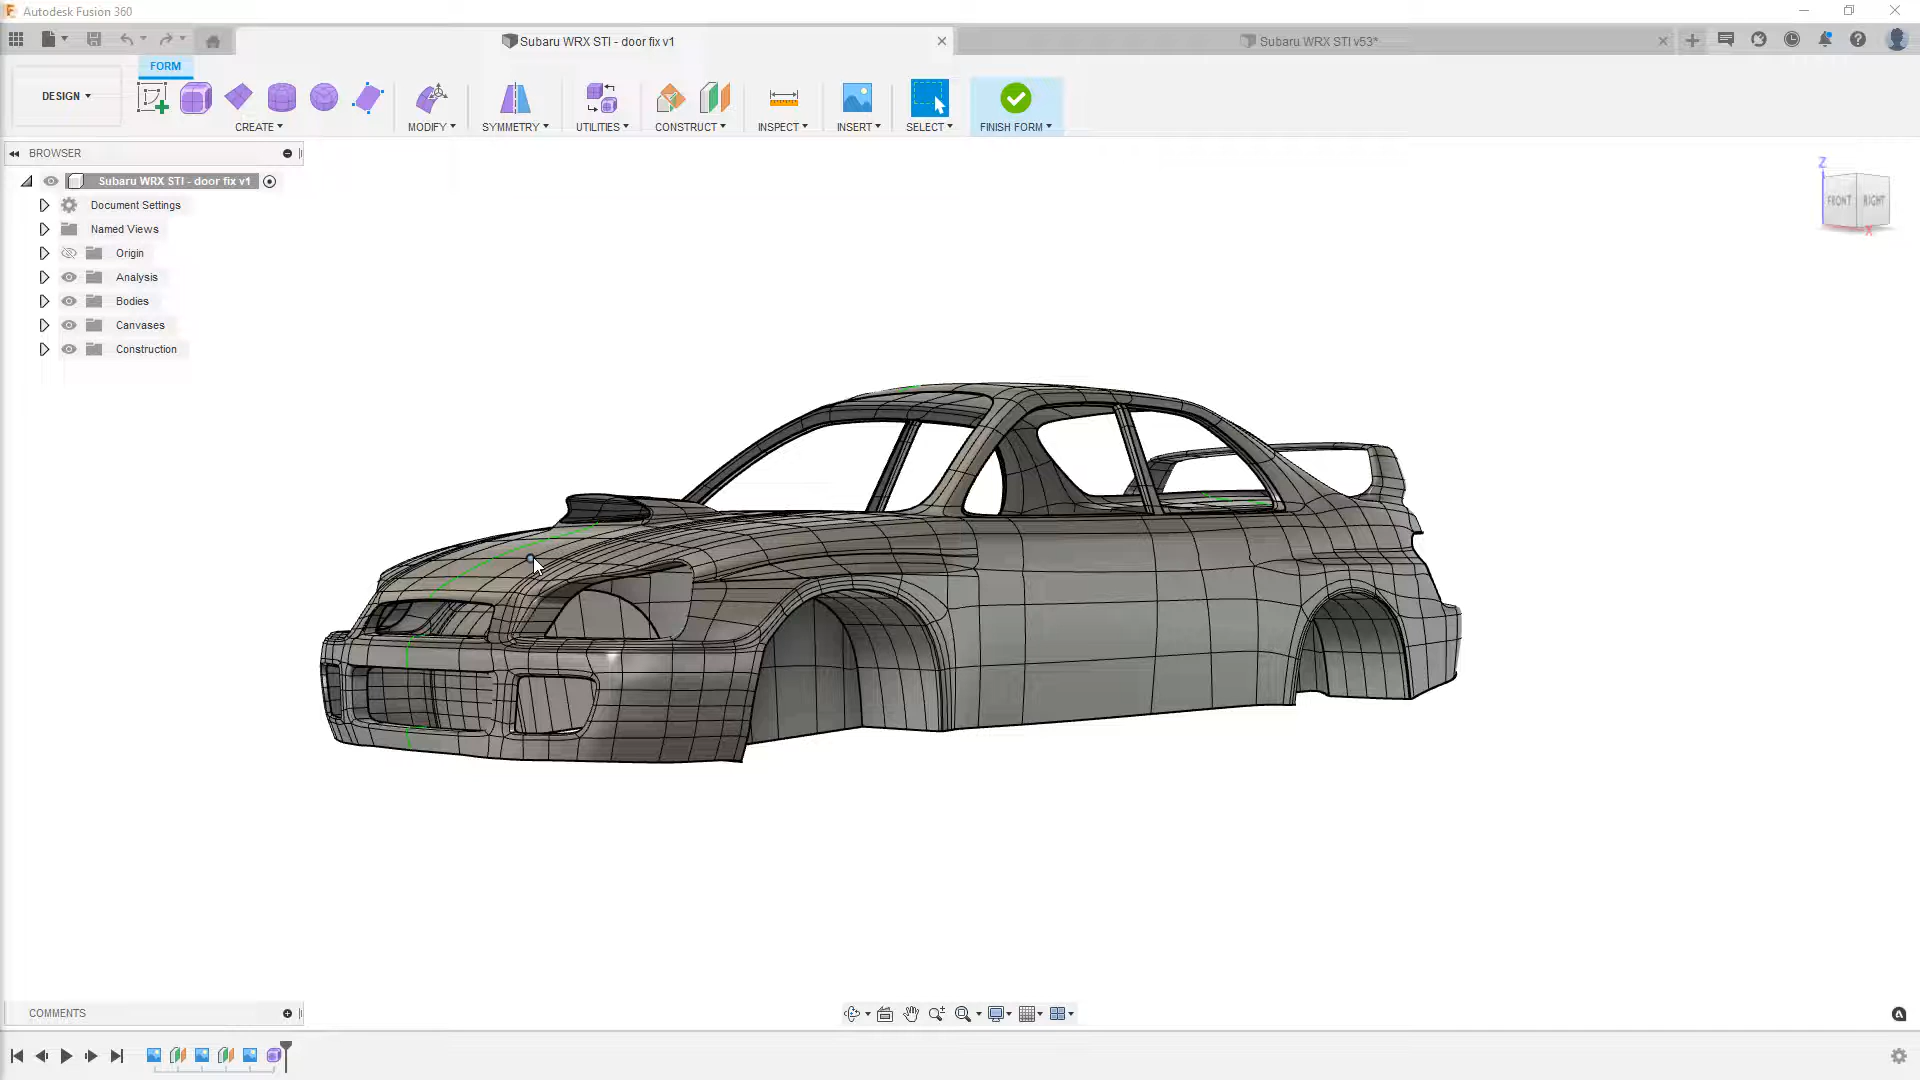 Autodesk Fusion 360
Subaru WRX STI - door fix v1
Subaru WRX STI v53*
FORM
DESIGN
CREATE
MODIFY
SYMMETRY
UTILITIES
CONSTRUCT
INSPECT
INSERT
SELECT
FINISH FORM
BROWSER
Subaru WRX STI - door fix v1
Document Settings
Named Views
Origin
Analysis
Bodies
Canvases
Construction
Z
FRONT
RIGHT
X
COMMENTS